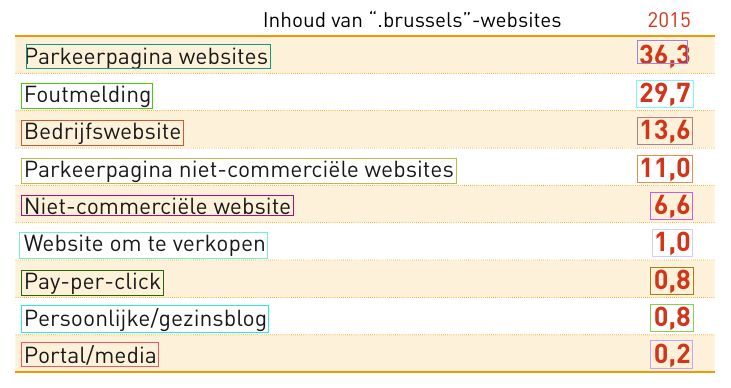 Inhoud van “.brussels”-websites 2015
Parkeerpagina websites 36,3
Foutmelding 29,7
Bedrijfswebsite 13,6
Parkeerpagina niet-commerciële websites 11,0
Niet-commerciële website 6,6
Website om te verkopen 1,0
Pay-per-click 0,8
Persoonlijke/gezinsblog 0,8
Portal/media 0,2